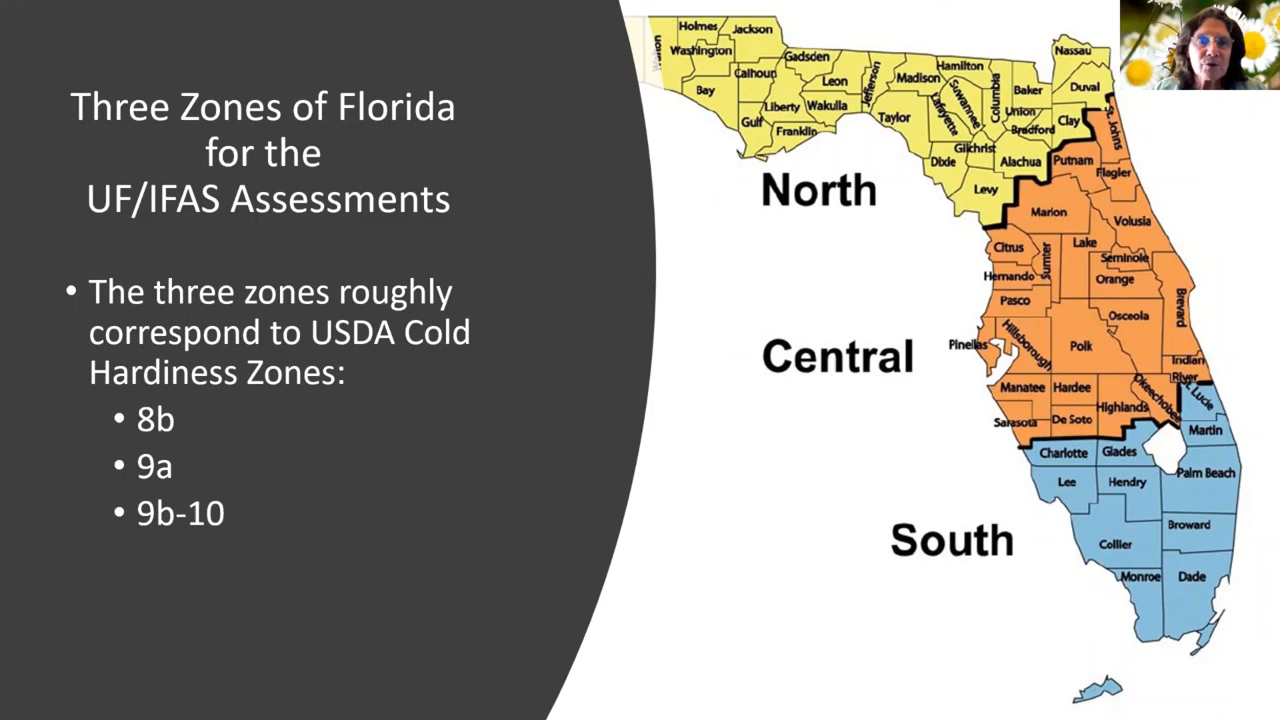 Three Zones of Florida
for the
UF/IFAS Assessments
• The three zones roughly
correspond to USDA Cold
Hardiness Zones:
• 8b
• 9a
• 9b-10
North
Central
South
Walton
Holmes
Jackson
Washington
Bay
Calhoun
Gulf
Liberty
Franklin
Gadsden
Leon
Wakulla
Jefferson
Madison
Taylor
Hamilton
Suwannee
Lafayette
Columbia
Baker
Union
Bradford
Nassau
Duval
Clay
Gilchrist
Dixie
Alachua
Levy
St. Johns
Putnam
Flagler
Marion
Volusia
Citrus
Sumter
Lake
Seminole
Hernando
Orange
Pasco
Brevard
Osceola
Pinellas
Hillsborough
Polk
Indian
River
Manatee
Hardee
Okeechobee
Highlands
Sarasota
De Soto
St. Lucie
Martin
Charlotte
Glades
Lee
Hendry
Palm Beach
Broward
Collier
Monroe
Dade